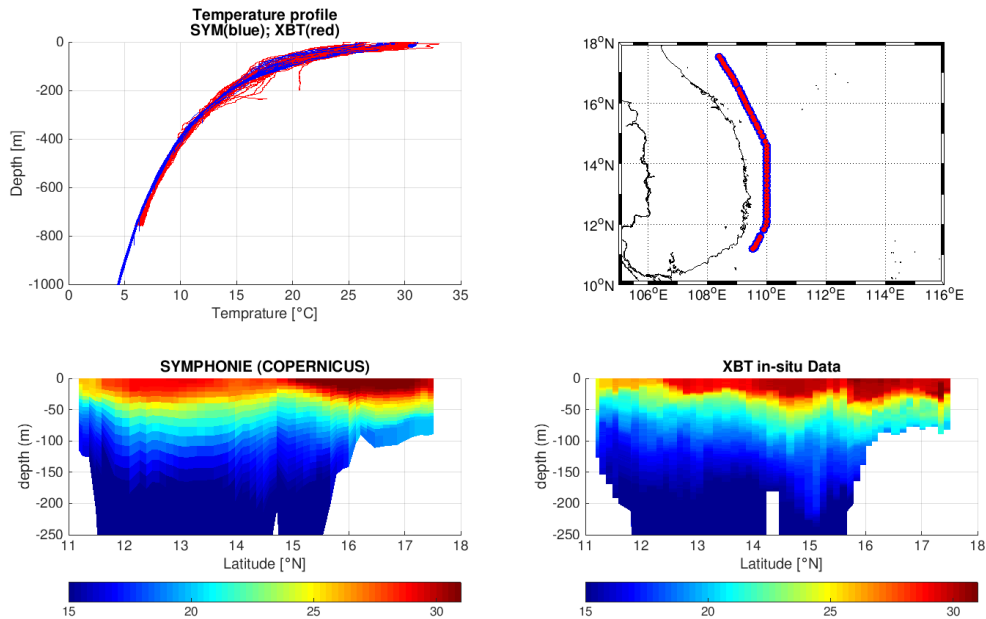 Temperature profile
SYM(blue); XBT(red)
0
-200
-400
-600
-800
-1000
Depth [m]
0 5 10 15 20 25 30 35
Temprature [°C]
18°N
16°N
14°N
12°N
10°N
106°E 108°E 110°E 112°E 114°E 116°E
SYMPHONIE (COPERNICUS)
0
-50
-100
-150
-200
-250
depth (m)
11 12 13 14 15 16 17 18
Latitude [°N]
15 20 25 30
XBT in-situ Data
0
-50
-100
-150
-200
-250
depth (m)
11 12 13 14 15 16 17 18
Latitude [°N]
15 20 25 30